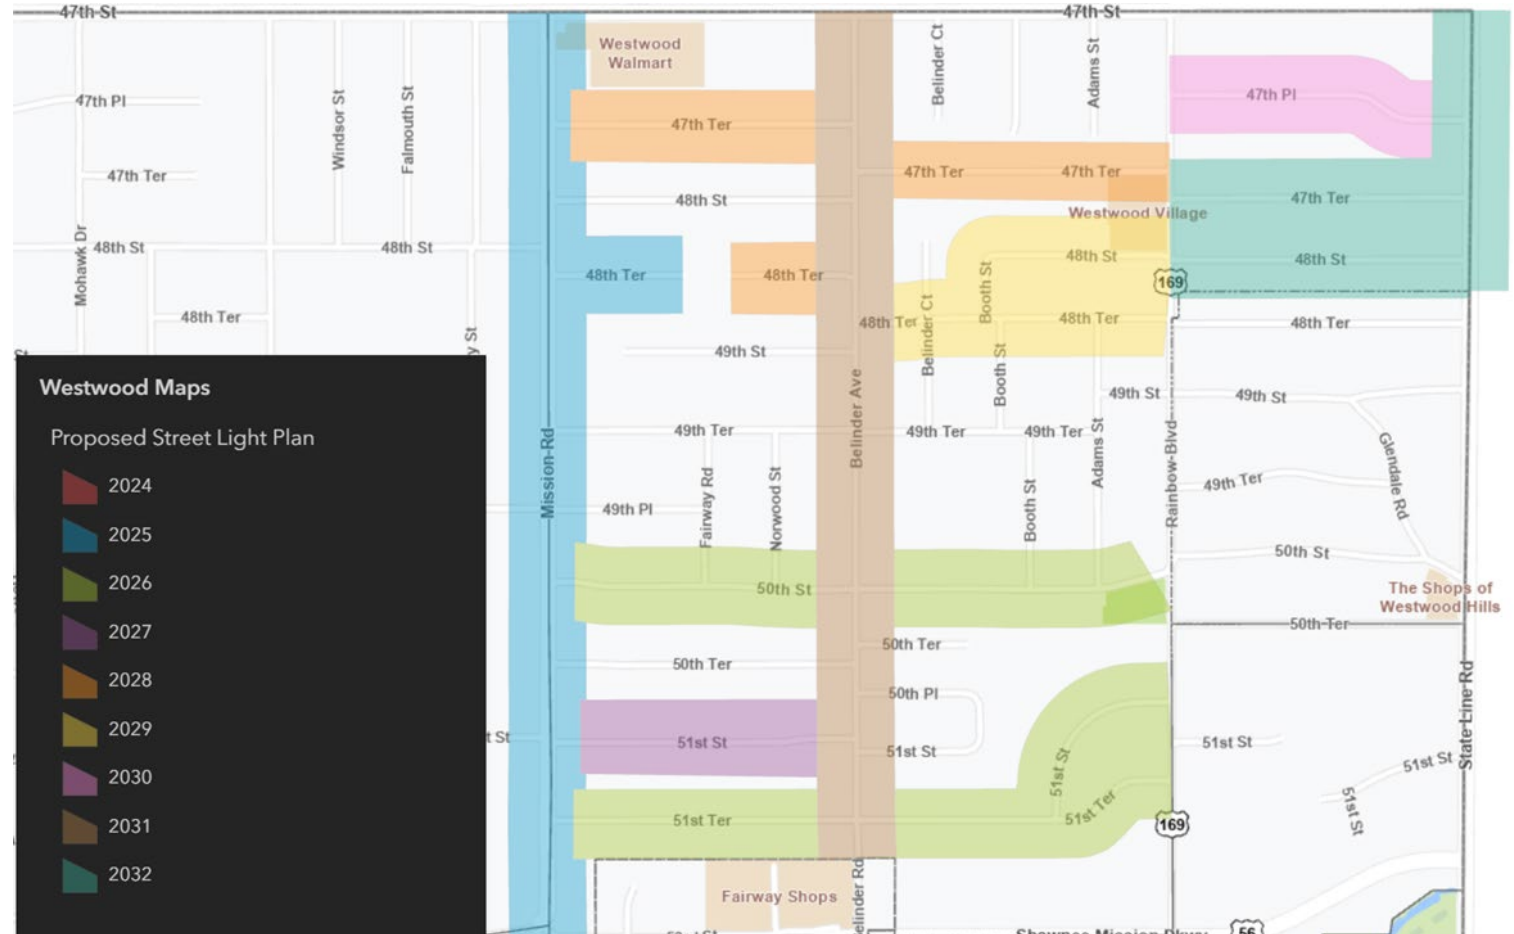 47th St
47th St
Westwood
Walmart
Belinder Ct
Adams St
47th Pl
47th Pl
Windsor St
Falmouth St
47th Ter
47th Ter
47th Ter
47th Ter
47th Ter
48th St
Westwood Village
Mohawk Dr
48th St
48th St
48th St
48th St
48th Ter
48th Ter
Booth St
169
48th Ter
48th Ter
Belinder Ct
48th Ter
48th Ter
49th St
Booth St
Westwood Maps
Proposed Street Light Plan
2024
2025
2026
2027
2028
2029
2030
2031
2032
Belinder Ave
49th St
49th St
49th Ter
49th Ter
49th Ter
Adams St
Rainbow Blvd
Glendale Rd
Mission Rd
Fairway Rd
Norwood St
Booth St
49th Ter
49th Pl
50th St
50th St
The Shops of
Westwood Hills
50th Ter
50th Ter
50th Ter
50th Pl
State Line Rd
t St
51st St
51st St
51st St
51st St
51st St
51st St
51st Ter
51st Ter
169
Fairway Shops
elinder Rd
56